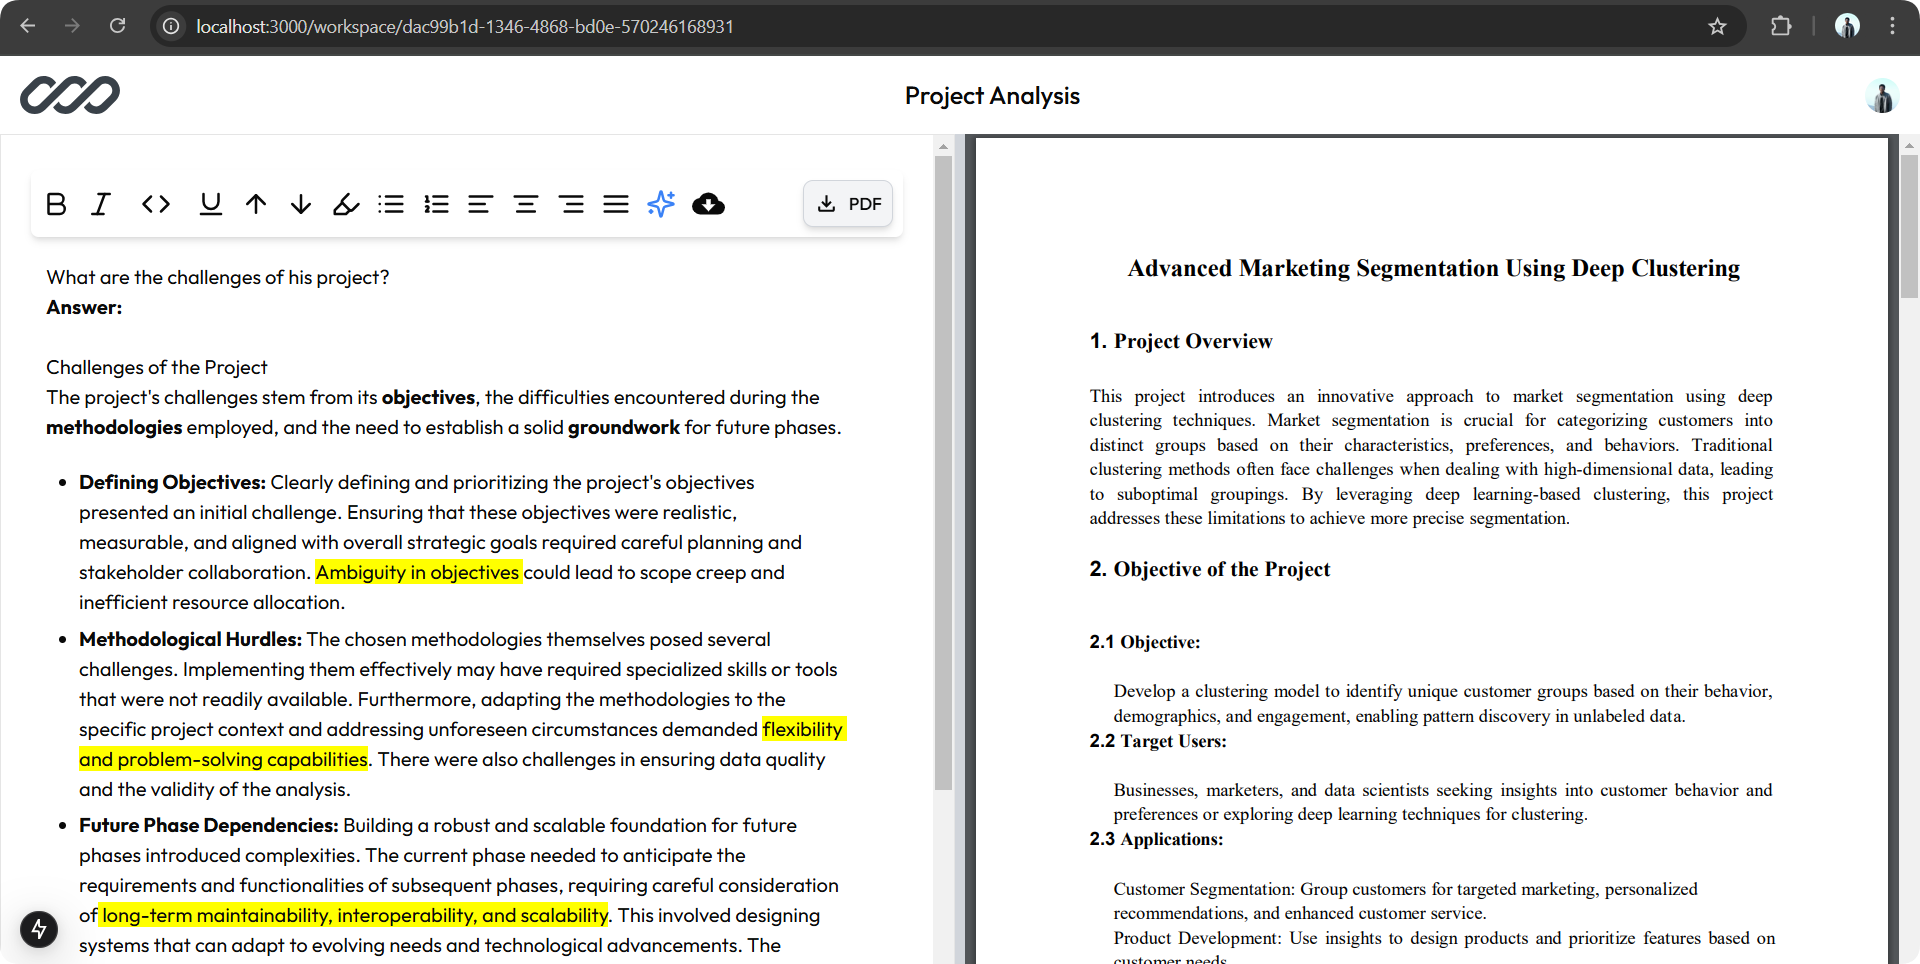 localhost:3000/workspace/dac99b1d-1346-4868-bd0e-570246168931
Project Analysis
PDF
What are the challenges of his project?
Answer:
Challenges of the Project
The project's challenges stem from its objectives, the difficulties encountered during the
methodologies employed, and the need to establish a solid groundwork for future phases.
Defining Objectives: Clearly defining and prioritizing the project's objectives
presented an initial challenge. Ensuring that these objectives were realistic,
measurable, and aligned with overall strategic goals required careful planning and
stakeholder collaboration. Ambiguity in objectives could lead to scope creep and
inefficient resource allocation.
Methodological Hurdles: The chosen methodologies themselves posed several
challenges. Implementing them effectively may have required specialized skills or tools
that were not readily available. Furthermore, adapting the methodologies to the
specific project context and addressing unforeseen circumstances demanded flexibility
and problem-solving capabilities. There were also challenges in ensuring data quality
and the validity of the analysis.
Future Phase Dependencies: Building a robust and scalable foundation for future
phases introduced complexities. The current phase needed to anticipate the
requirements and functionalities of subsequent phases, requiring careful consideration
of long-term maintainability, interoperability, and scalability. This involved designing
systems that can adapt to evolving needs and technological advancements. The
Advanced Marketing Segmentation Using Deep Clustering
1. Project Overview
This project introduces an innovative approach to market segmentation using deep
clustering techniques. Market segmentation is crucial for categorizing customers into
distinct groups based on their characteristics, preferences, and behaviors. Traditional
clustering methods often face challenges when dealing with high-dimensional data, leading
to suboptimal groupings. By leveraging deep learning-based clustering, this project
addresses these limitations to achieve more precise segmentation.
2. Objective of the Project
2.1 Objective:
Develop a clustering model to identify unique customer groups based on their behavior,
demographics, and engagement, enabling pattern discovery in unlabeled data.
2.2 Target Users:
Businesses, marketers, and data scientists seeking insights into customer behavior and
preferences or exploring deep learning techniques for clustering.
2.3 Applications:
Customer Segmentation: Group customers for targeted marketing, personalized
recommendations, and enhanced customer service.
Product Development: Use insights to design products and prioritize features based on
customer needs.